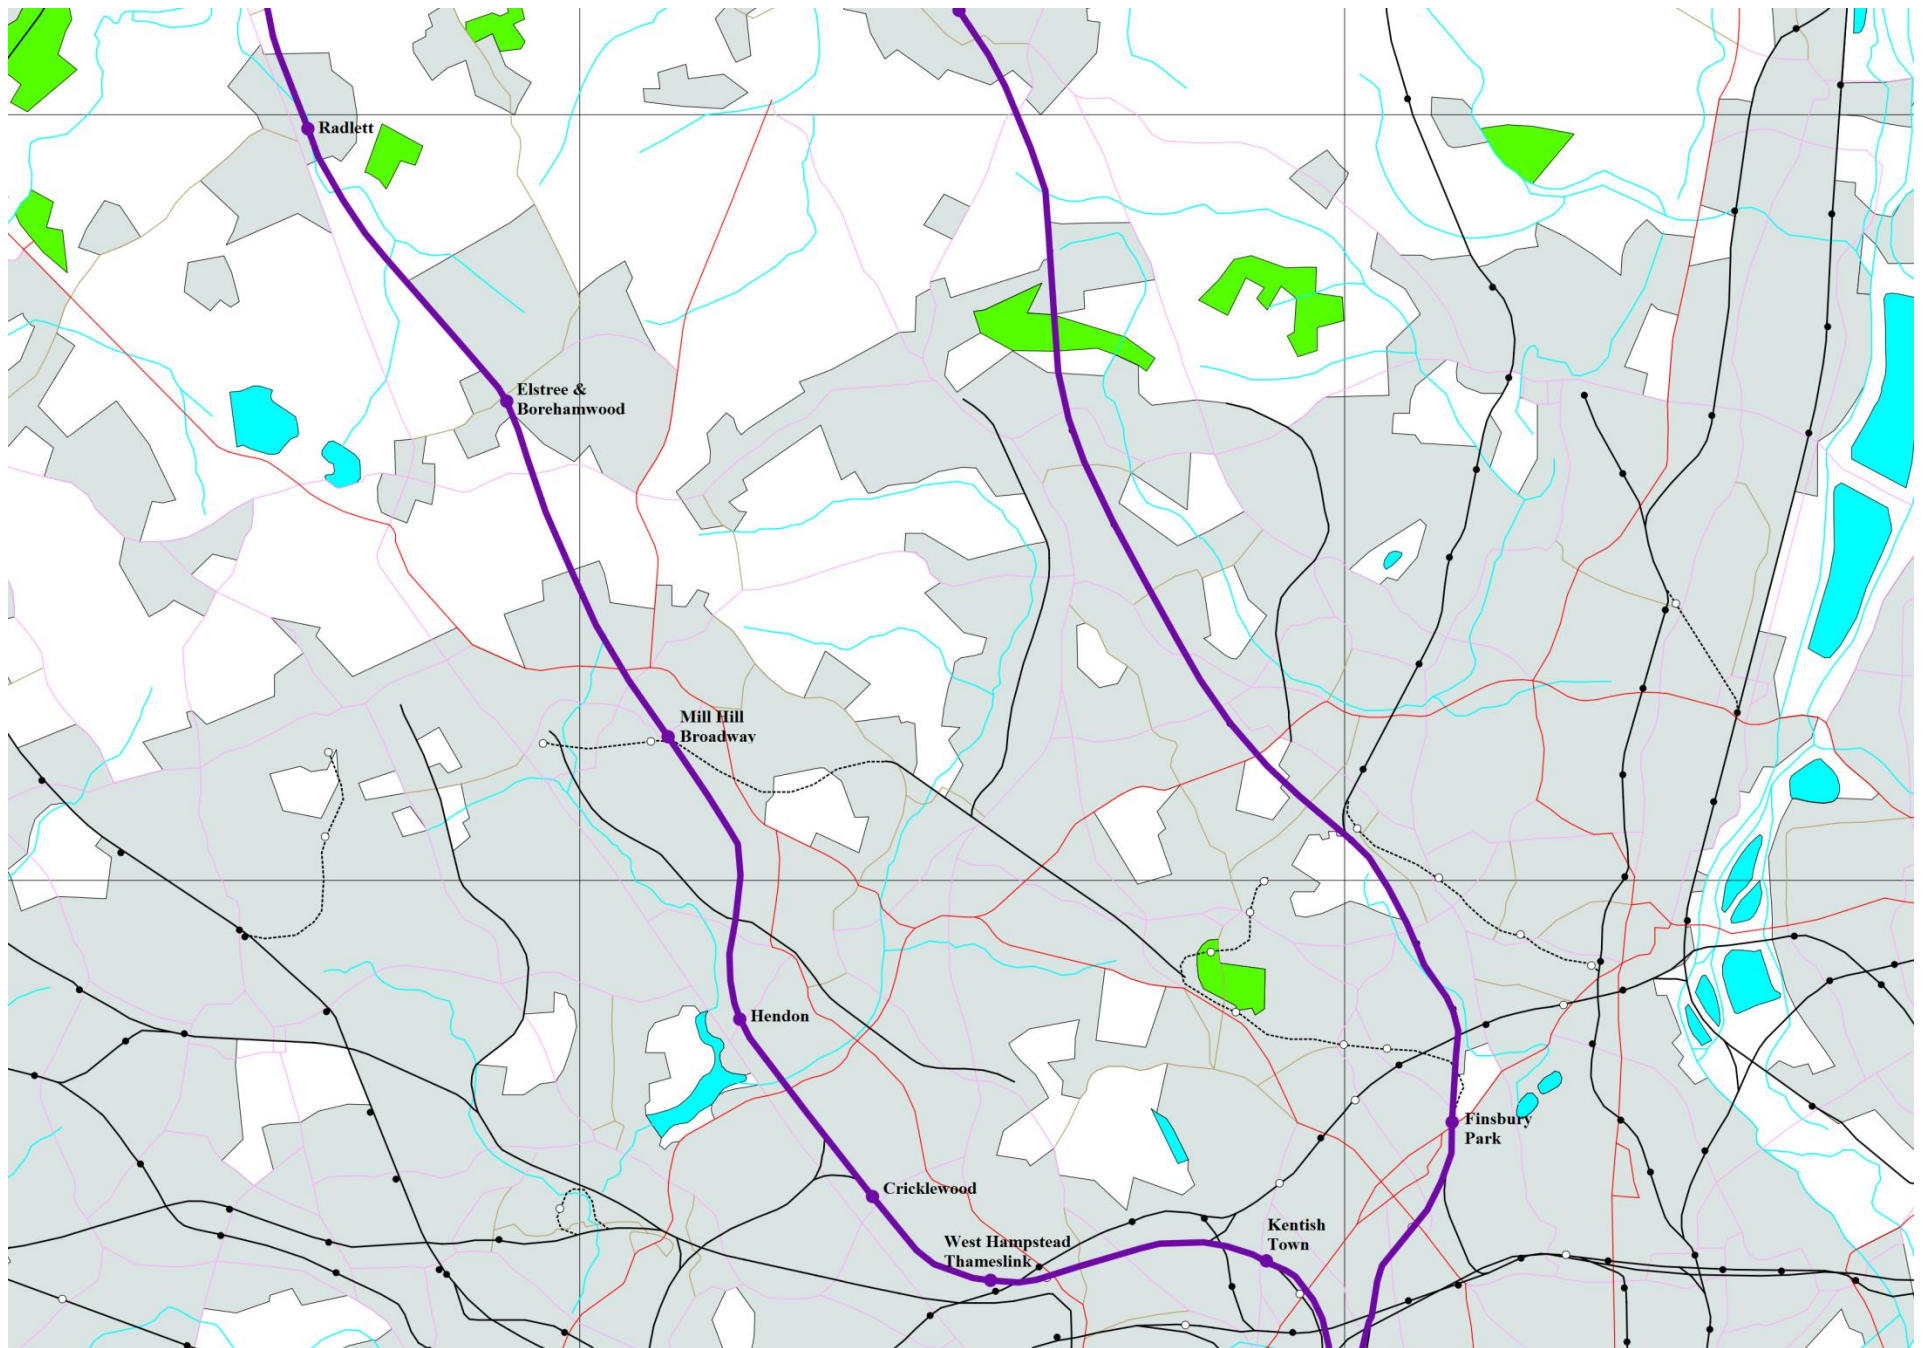 Radlett
Elstree &
Borehamwood
Mill Hill
Broadway
Hendon
Finsbury
Park
Cricklewood
West Hampstead
Thameslink
Kentish
Town